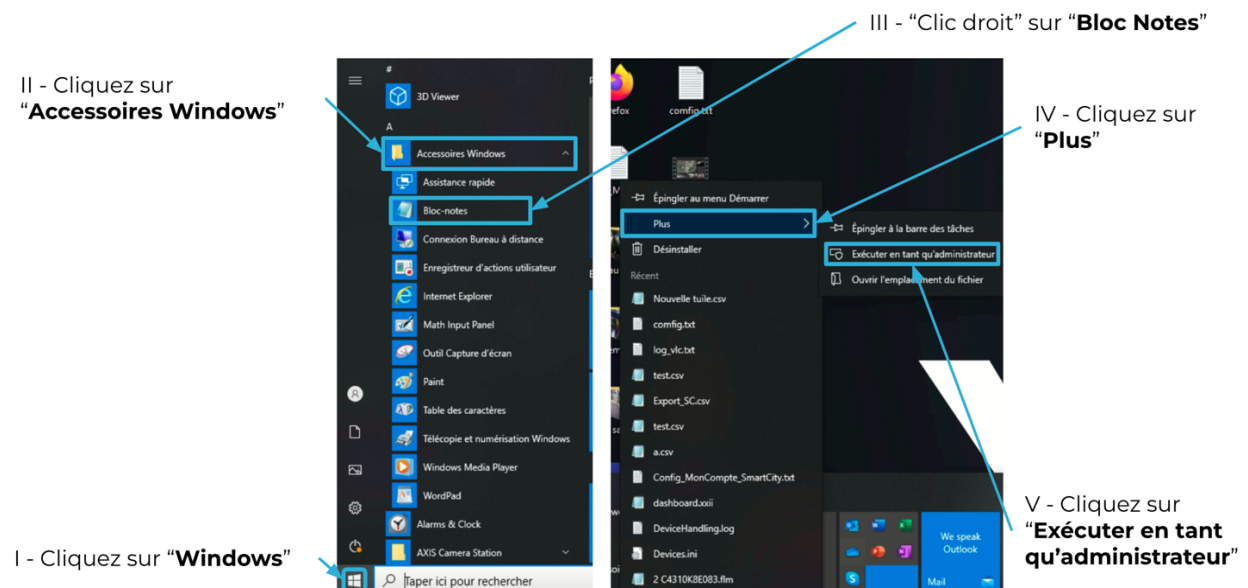 III - “Clic droit” sur “Bloc Notes”
II - Cliquez sur
“Accessoires Windows”
IV - Cliquez sur
“Plus”
V - Cliquez sur
“Exécuter en tant
qu’administrateur”
I - Cliquez sur “Windows”
#
3D Viewer
A
Accessoires Windows
Assistance rapide
Bloc-notes
Connexion Bureau à distance
Enregistreur d'actions utilisateur
Internet Explorer
Math Input Panel
Outil Capture d'écran
Paint
Table des caractères
Télécopie et numérisation Windows
Windows Media Player
WordPad
Alarms & Clock
AXIS Camera Station
Taper ici pour rechercher
efox
comfig.txt
Épingler au menu Démarrer
Plus
Désinstaller
Récent
Nouvelle tuile.csv
comfig.txt
log_vlc.txt
test.csv
Export_SC.csv
test.csv
a.csv
Config_MonCompte_SmartCity.txt
dashboard.xxii
DeviceHandling.log
Devices.ini
2 C4310K8E083.flm
Épingler à la barre des tâches
Exécuter en tant qu'administrateur
Ouvrir l'emplacement du fichier
We speak
Outlook
Mail